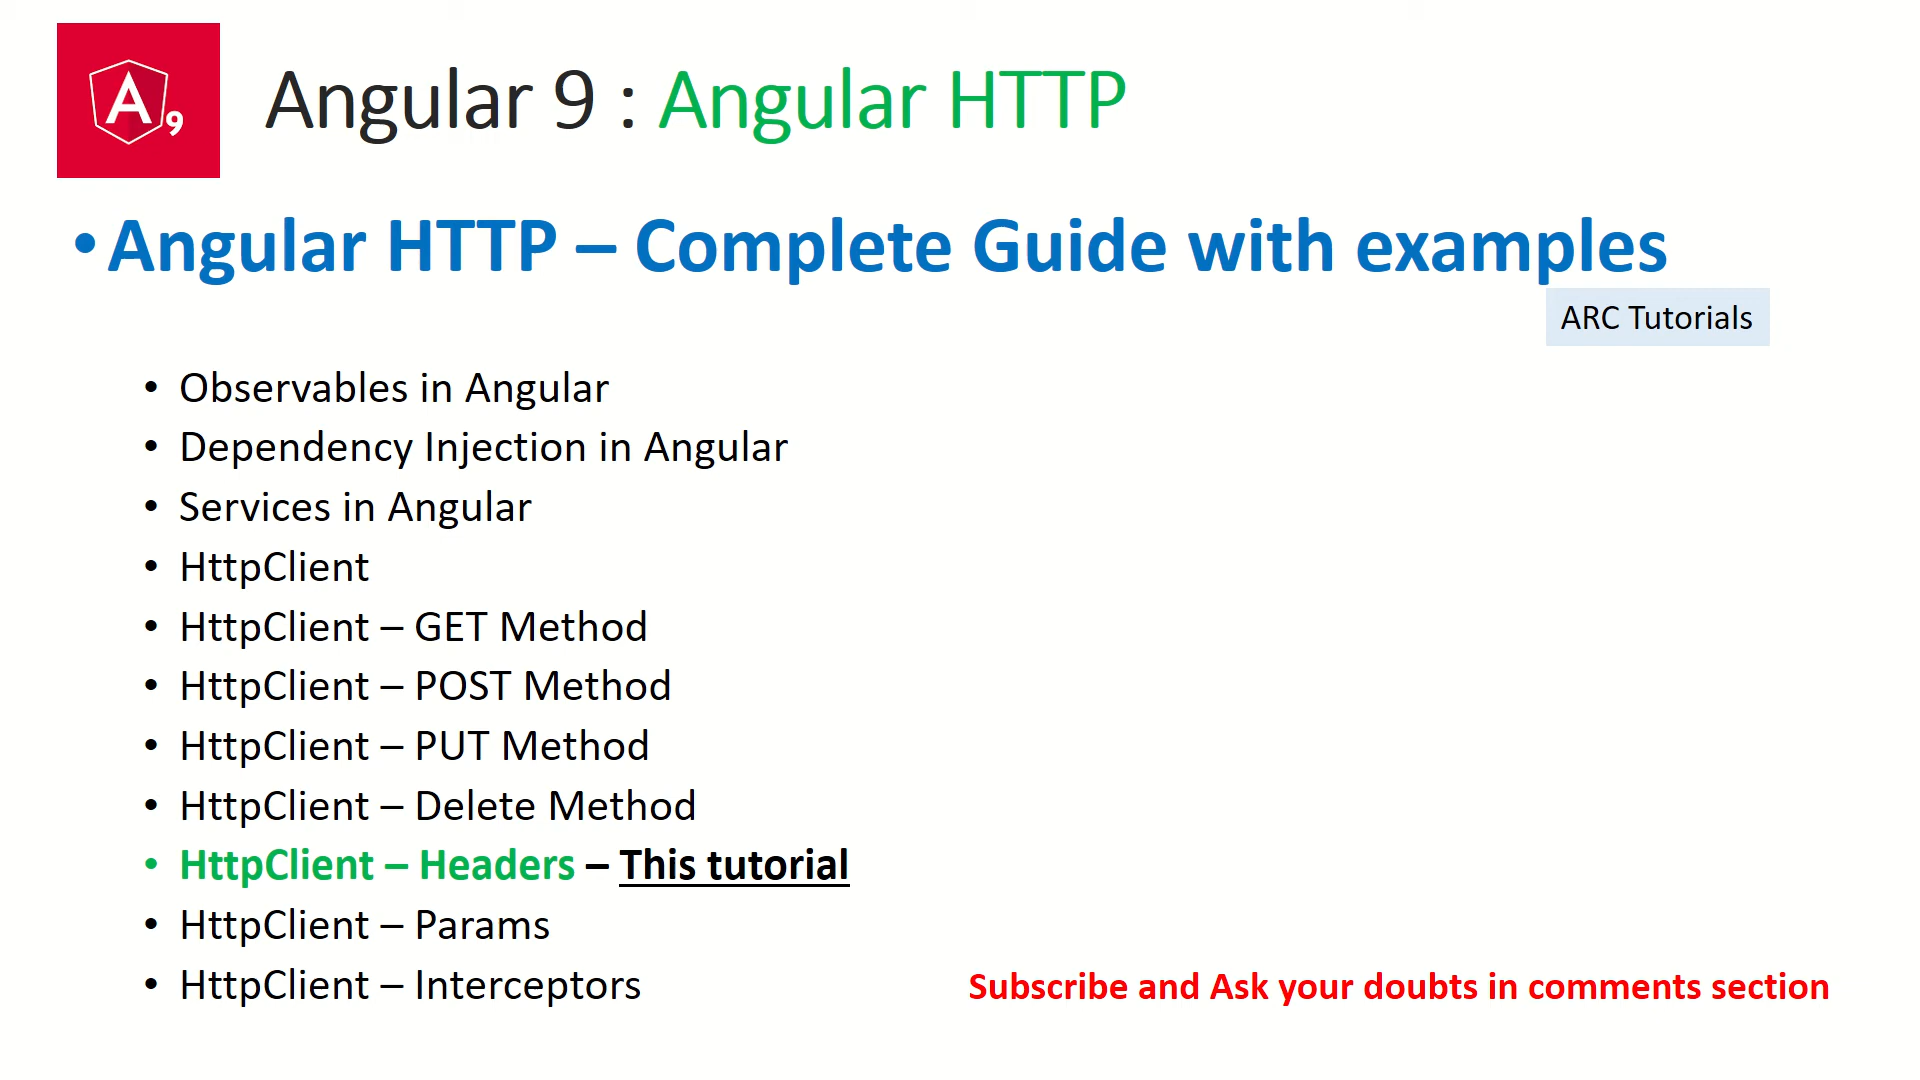 A9
Angular 9 : Angular HTTP
•Angular HTTP – Complete Guide with examples
ARC Tutorials
• Observables in Angular
• Dependency Injection in Angular
• Services in Angular
• HttpClient
• HttpClient – GET Method
• HttpClient – POST Method
• HttpClient – PUT Method
• HttpClient – Delete Method
• HttpClient – Headers – This tutorial
• HttpClient – Params
• HttpClient – Interceptors
Subscribe and Ask your doubts in comments section